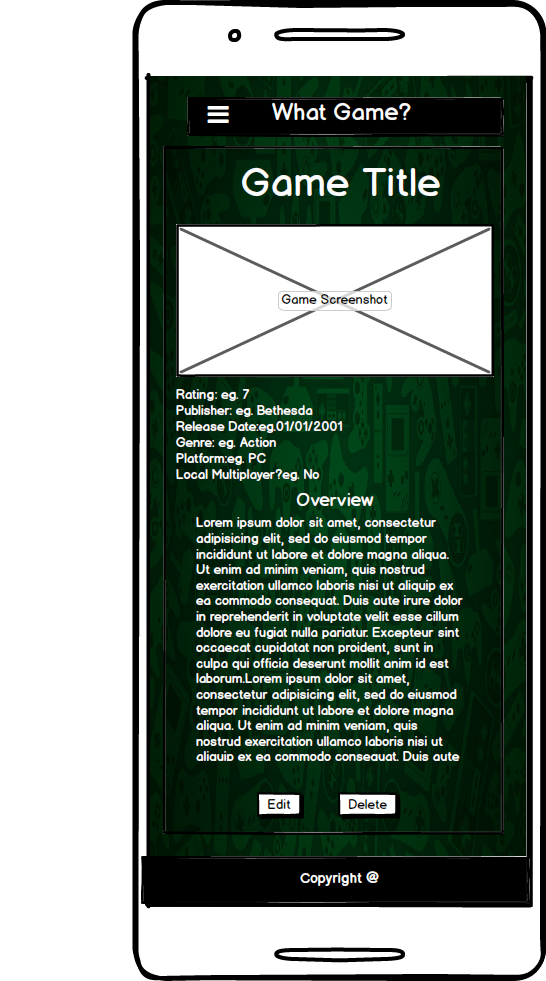 What Game?
Game Title
Game Screenshot
Rating: eg. 7
Publisher: eg. Bethesda
Release Date:eg.01/01/2001
Genre: eg. Action
Platform:eg. PC
Local Multiplayer?eg. No
Overview
Lorem ipsum dolor sit amet, consectetur
adipisicing elit, sed do eiusmod tempor
incididunt ut labore et dolore magna aliqua.
Ut enim ad minim veniam, quis nostrud
exercitation ullamco laboris nisi ut aliquip ex
ea commodo consequat. Duis aute irure dolor
in reprehenderit in voluptate velit esse cillum
dolore eu fugiat nulla pariatur. Excepteur sint
occaecat cupidatat non proident, sunt in
culpa qui officia deserunt mollit anim id est
laborum.Lorem ipsum dolor sit amet,
consectetur adipisicing elit, sed do eiusmod
tempor incididunt ut labore et dolore magna
aliqua. Ut enim ad minim veniam, quis
nostrud exercitation ullamco laboris nisi ut
aliquip ex ea commodo consequat. Duis aute
Edit Delete
Copyright @